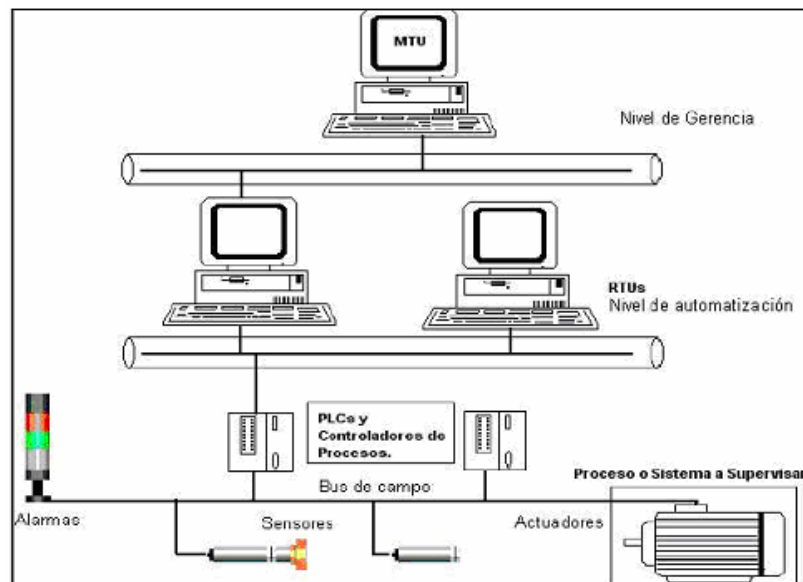 MTU
Nivel de Gerencia
RTUs
Nivel de automatización
PLCs y
Controladores de
Procesos.
Proceso o Sistema a Supervisar
Bus de campo
Alarmas
Sensores
Actuadores